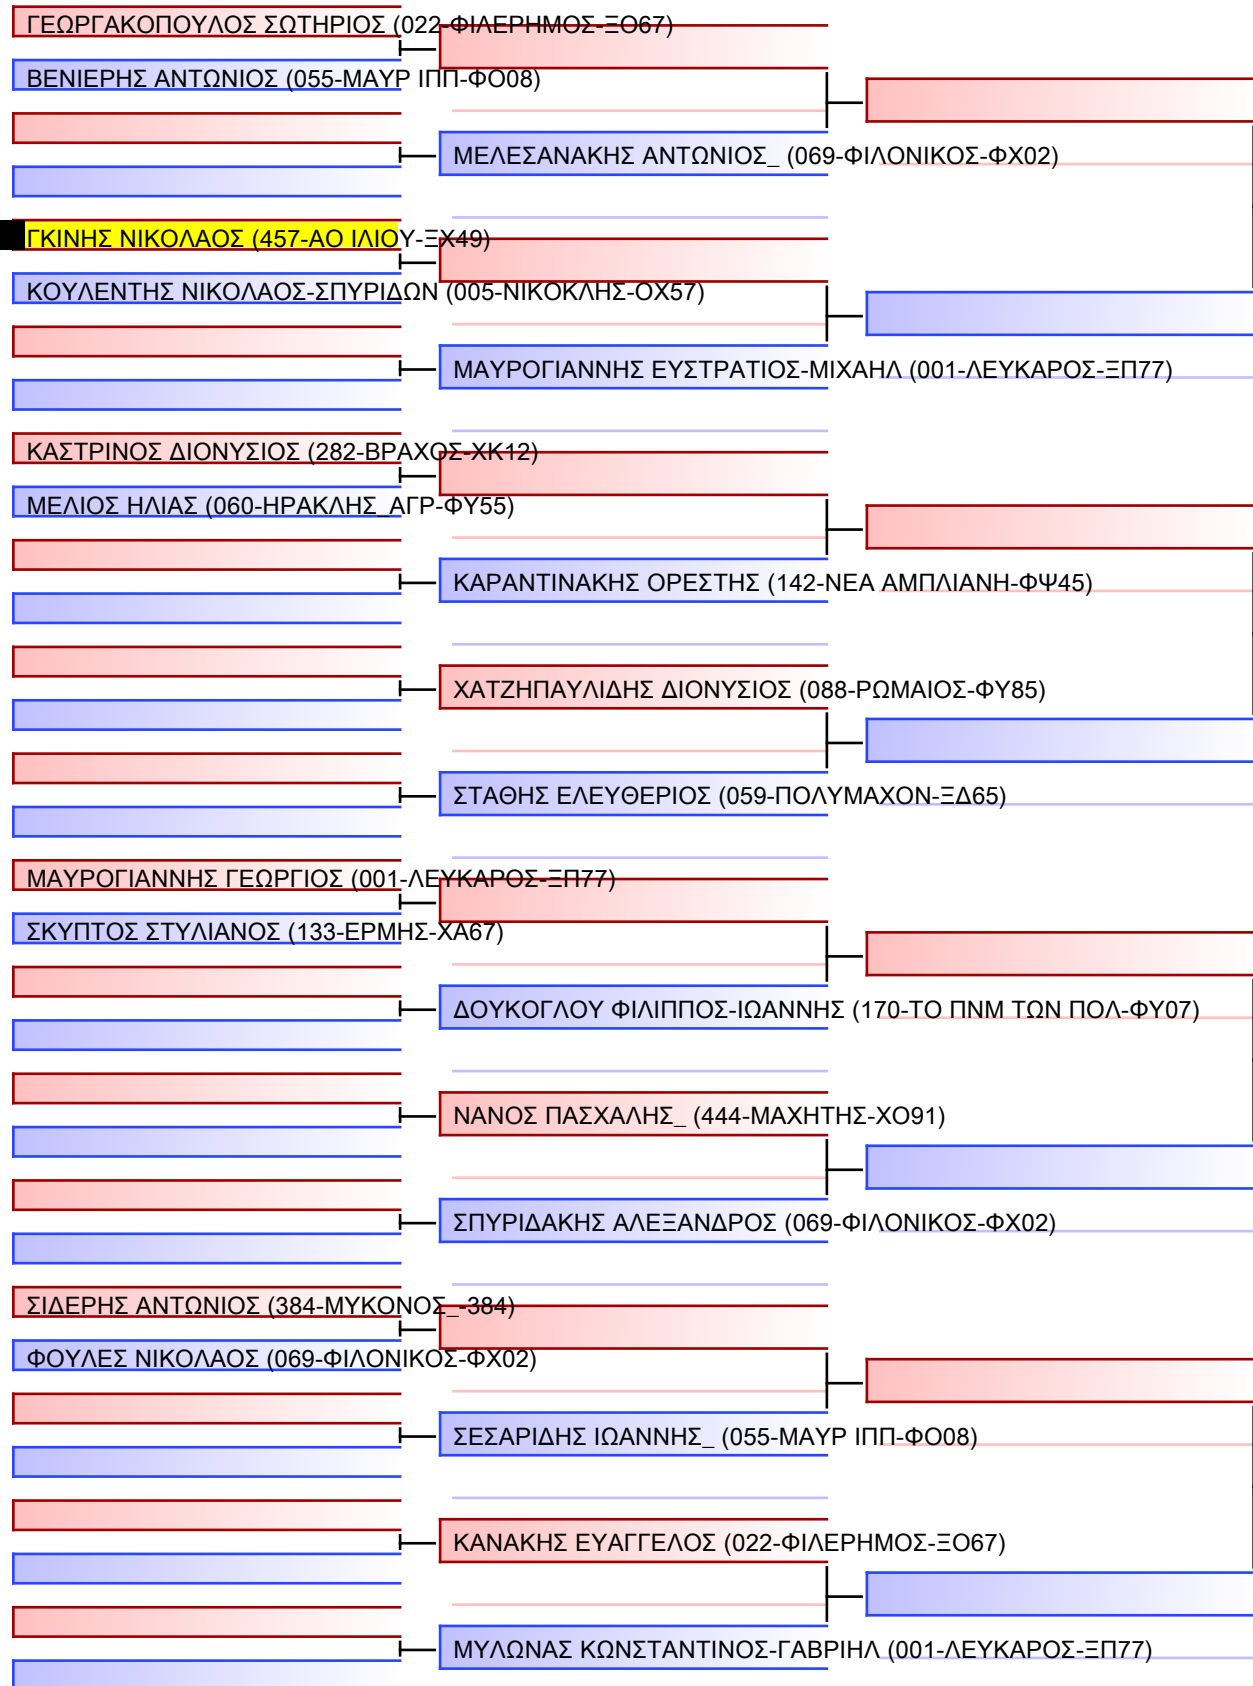 ΓΕΩΡΓΑΚΟΠΟΥΛΟΣ ΣΩΤΗΡΙΟΣ (022-ΦΙΛΕΡΗΜΟΣ-ΞΟ67)
ΒΕΝΙΕΡΗΣ ΑΝΤΩΝΙΟΣ (055-ΜΑΥΡ ΙΠΠ-ΦΟ08)
ΜΕΛΕΣΑΝΑΚΗΣ ΑΝΤΩΝΙΟΣ_ (069-ΦΙΛΟΝΙΚΟΣ-ΦΧ02)
ΓΚΙΝΗΣ ΝΙΚΟΛΑΟΣ (457-ΑΟ ΙΛΙΟΥ-ΞΧ49)
ΚΟΥΛΕΝΤΗΣ ΝΙΚΟΛΑΟΣ-ΣΠΥΡΙΔΩΝ (005-ΝΙΚΟΚΛΗΣ-ΟΧ57)
ΜΑΥΡΟΓΙΑΝΝΗΣ ΕΥΣΤΡΑΤΙΟΣ-ΜΙΧΑΗΛ (001-ΛΕΥΚΑΡΟΣ-ΞΠ77)
ΚΑΣΤΡΙΝΟΣ ΔΙΟΝΥΣΙΟΣ (282-ΒΡΑΧΟΣ-ΧΚ12)
ΜΕΛΙΟΣ ΗΛΙΑΣ (060-ΗΡΑΚΛΗΣ_ΑΓΡ-ΦΥ55)
ΚΑΡΑΝΤΙΝΑΚΗΣ ΟΡΕΣΤΗΣ (142-ΝΕΑ ΑΜΠΛΙΑΝΗ-ΦΨ45)
ΧΑΤΖΗΠΑΥΛΙΔΗΣ ΔΙΟΝΥΣΙΟΣ (088-ΡΩΜΑΙΟΣ-ΦΥ85)
ΣΤΑΘΗΣ ΕΛΕΥΘΕΡΙΟΣ (059-ΠΟΛΥΜΑΧΟΝ-ΞΔ65)
ΜΑΥΡΟΓΙΑΝΝΗΣ ΓΕΩΡΓΙΟΣ (001-ΛΕΥΚΑΡΟΣ-ΞΠ77)
ΣΚΥΠΤΟΣ ΣΤΥΛΙΑΝΟΣ (133-ΕΡΜΗΣ-ΧΑ67)
ΔΟΥΚΟΓΛΟΥ ΦΙΛΙΠΠΟΣ-ΙΩΑΝΝΗΣ (170-ΤΟ ΠΝΜ ΤΩΝ ΠΟΛ-ΦΥ07)
ΝΑΝΟΣ ΠΑΣΧΑΛΗΣ_ (444-ΜΑΧΗΤΗΣ-ΧΟ91)
ΣΠΥΡΙΔΑΚΗΣ ΑΛΕΞΑΝΔΡΟΣ (069-ΦΙΛΟΝΙΚΟΣ-ΦΧ02)
ΣΙΔΕΡΗΣ ΑΝΤΩΝΙΟΣ (384-ΜΥΚΟΝΟΣ_-384)
ΦΟΥΛΕΣ ΝΙΚΟΛΑΟΣ (069-ΦΙΛΟΝΙΚΟΣ-ΦΧ02)
ΣΕΣΑΡΙΔΗΣ ΙΩΑΝΝΗΣ_ (055-ΜΑΥΡ ΙΠΠ-ΦΟ08)
ΚΑΝΑΚΗΣ ΕΥΑΓΓΕΛΟΣ (022-ΦΙΛΕΡΗΜΟΣ-ΞΟ67)
ΜΥΛΩΝΑΣ ΚΩΝΣΤΑΝΤΙΝΟΣ-ΓΑΒΡΙΗΛ (001-ΛΕΥΚΑΡΟΣ-ΞΠ77)